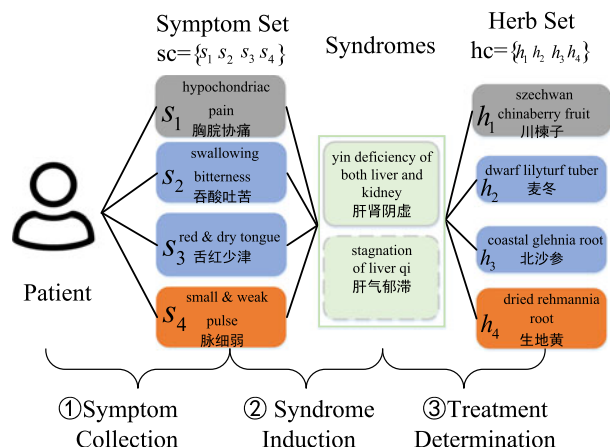 Symptom Set
sc={s1 s2 s3 s4}
Syndromes
Herb Set
hc={h1 h2 h3 h4}
Patient
s1
hypochondriac
pain
胸脘协痛
s2
swallowing
bitterness
吞酸吐苦
s3
red & dry tongue
舌红少津
s4
small & weak
pulse
脉细弱
yin deficiency of
both liver and
kidney
肝肾阴虚
stagnation
of liver qi
肝气郁滞
h1
szechwan
chinaberry fruit
川楝子
h2
dwarf lilyturf tuber
麦冬
h3
coastal glehnia root
北沙参
h4
dried rehmannia
root
生地黄
①Symptom
Collection
② Syndrome
Induction
③Treatment
Determination